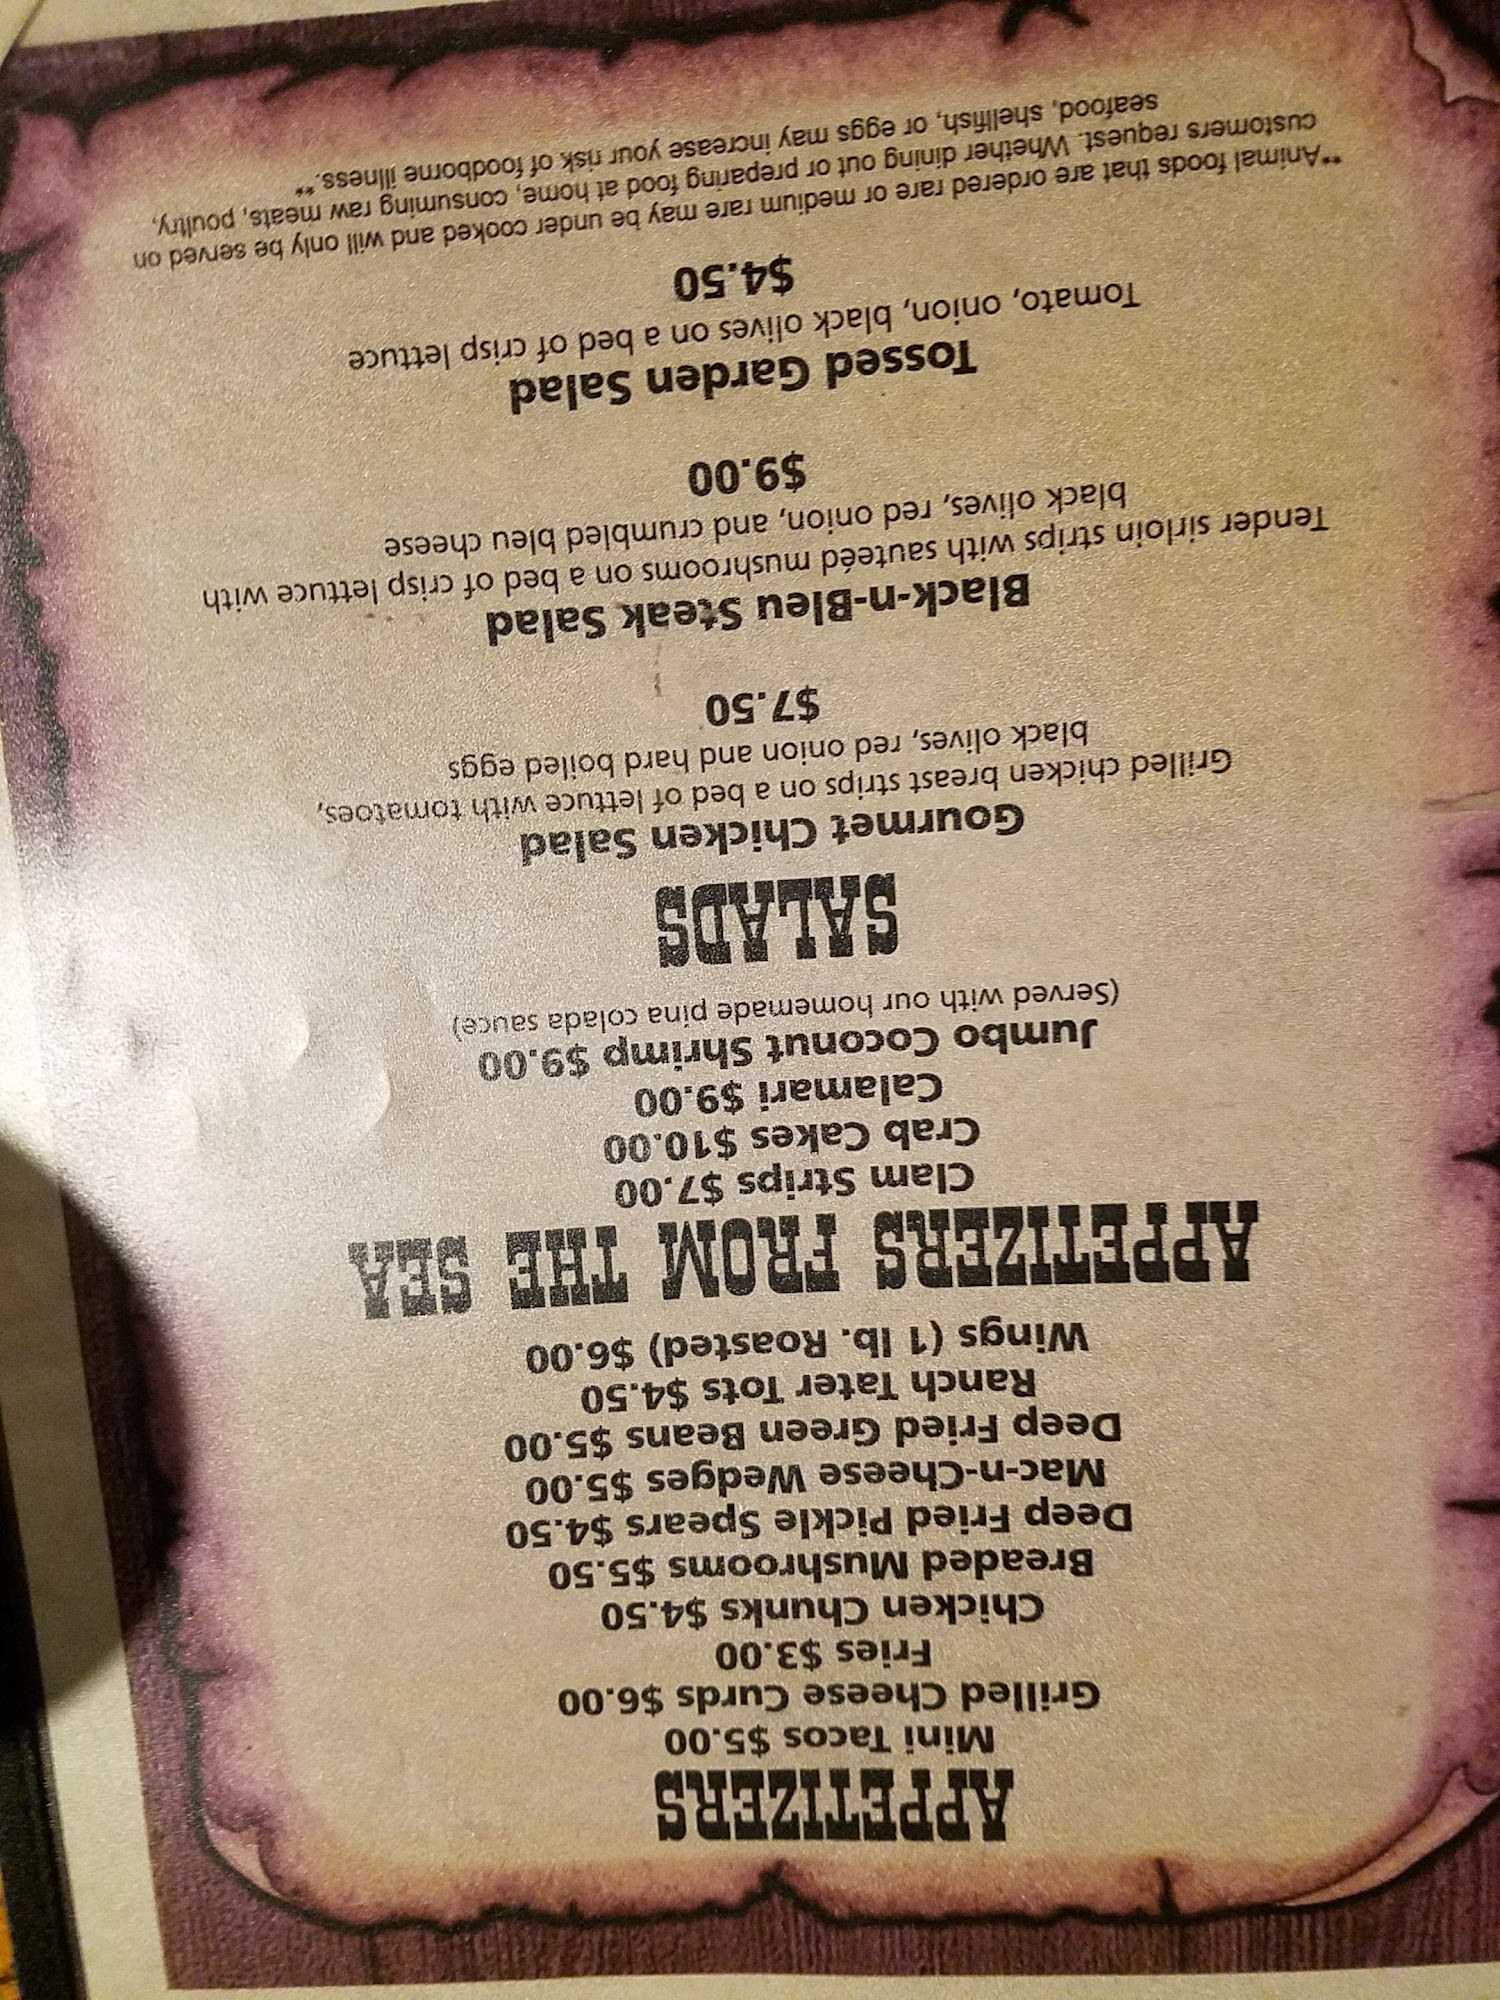 APPETIZERS
Mini Tacos $5.00
Grilled Cheese Curds $6.00
Fries $3.00
Chicken Chunks $4.50
Breaded Mushrooms $5.50
Deep Fried Pickle Spears $4.50
Mac-n-Cheese Wedges $5.00
Deep Fried Green Beans $5.00
Ranch Tater Tots $4.50
Wings (1 lb. Roasted) $6.00
APPETIZERS FROM THE SEA
Clam Strips $7.00
Crab Cakes $10.00
Calamari $9.00
Jumbo Coconut Shrimp $9.00
(Served with our homemade pina colada sauce)
SALADS
Gourmet Chicken Salad
Grilled chicken breast strips on a bed of lettuce with tomatoes,
black olives, red onion and hard boiled eggs
$7.50
Black-n-Bleu Steak Salad
Tender sirloin strips with sauteéd mushrooms on a bed of crisp lettuce with
black olives, red onion, and crumbled bleu cheese
$9.00
Tossed Garden Salad
Tomato, onion, black olives on a bed of crisp lettuce
$4.50
**Animal foods that are ordered rare or medium rare may be under cooked and will only be served on
customers request. Whether dining out or preparing food at home, consuming raw meats, poultry,
seafood, shellfish, or eggs may increase your risk of foodborne illness.**